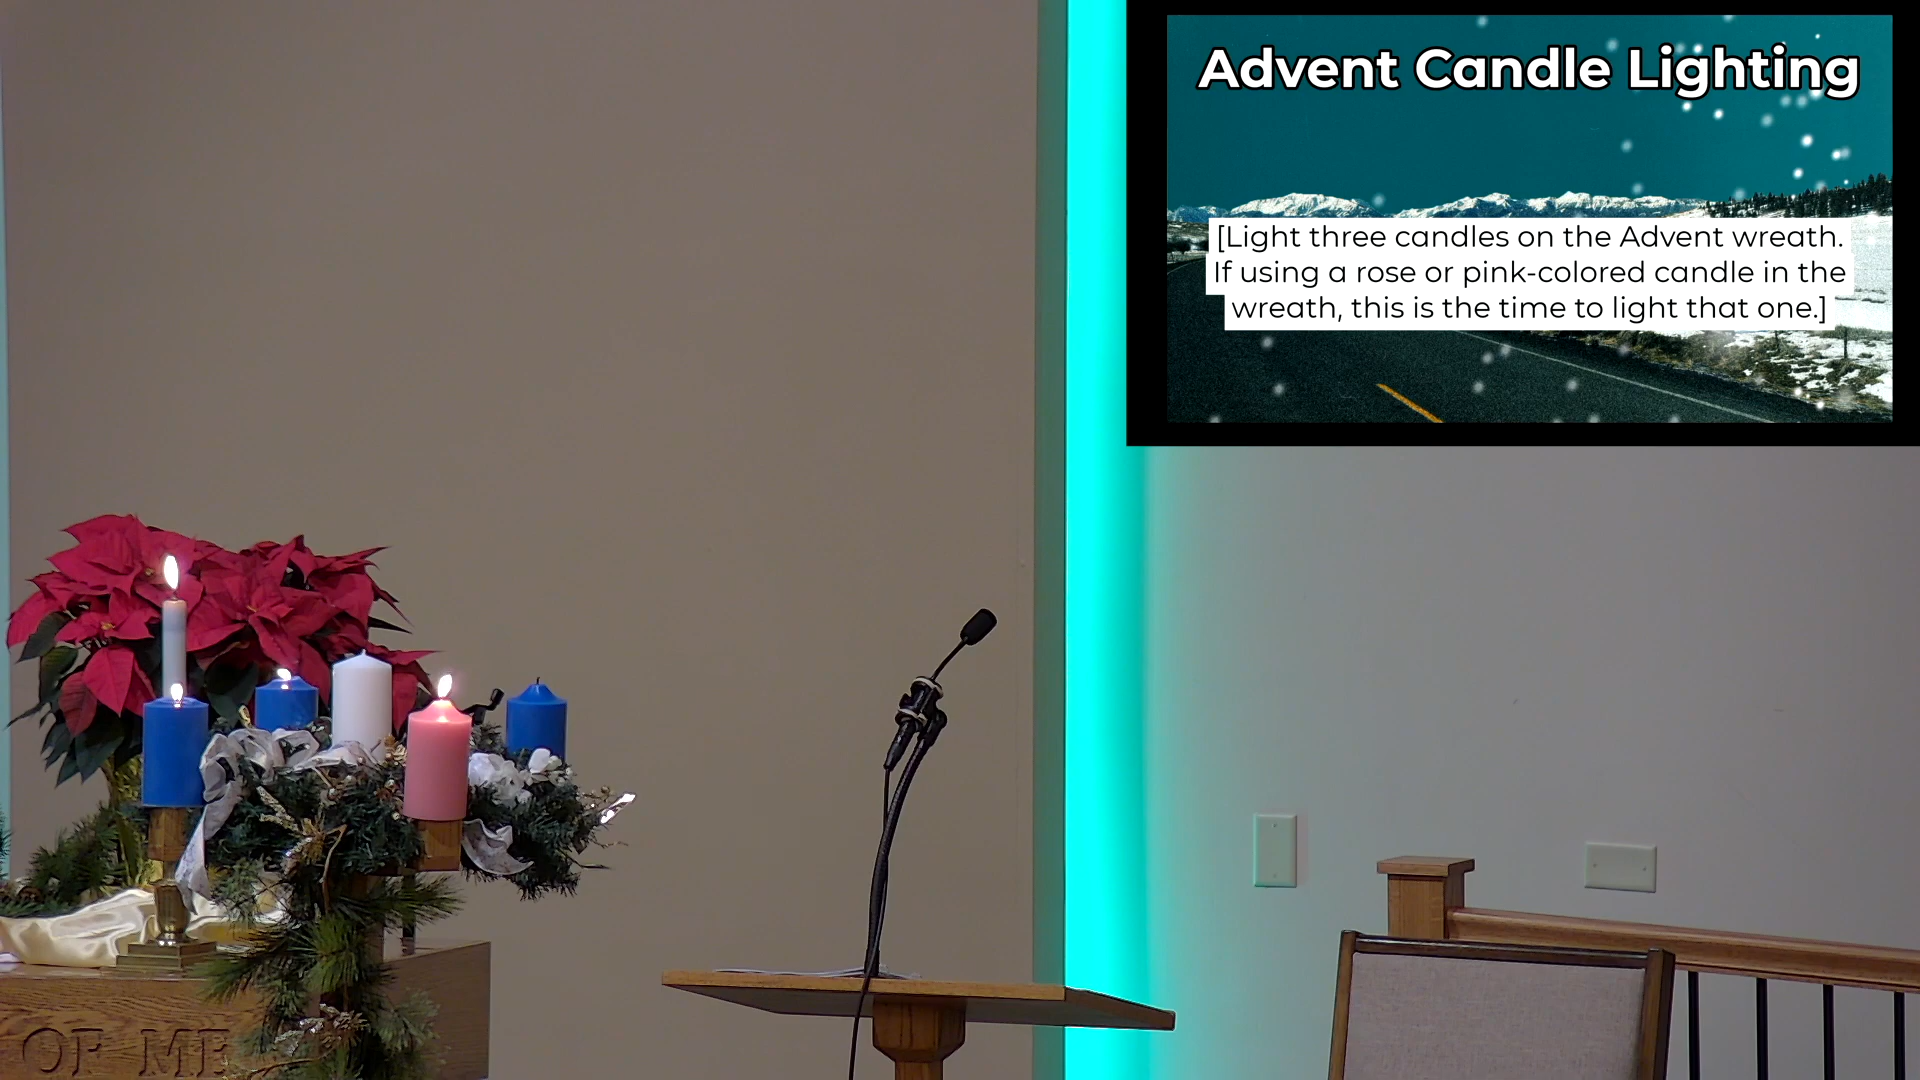 Advent Candle Lighting
[Light three candles on the Advent wreath.
If using a rose or pink-colored candle in the
wreath, this is the time to light that one.]
OF ME